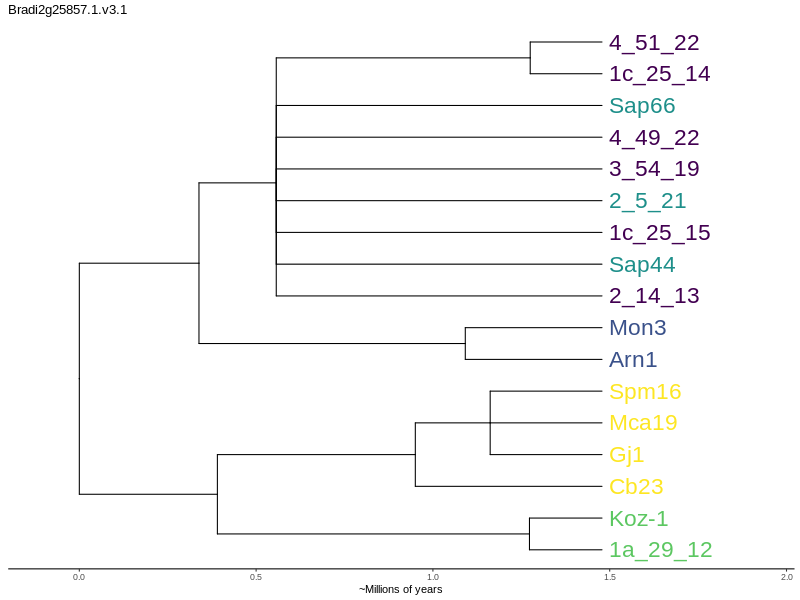 Bradi2g25857.1.v3.1
4_51_22
1c_25_14
Sap66
4_49_22
3_54_19
2_5_21
1c_25_15
Sap44
2_14_13
Mon3
Arn1
Spm16
Mca19
Gj1
Cb23
Koz-1
1a_29_12
0.0 0.5 1.0 1.5 2.0
~Millions of years